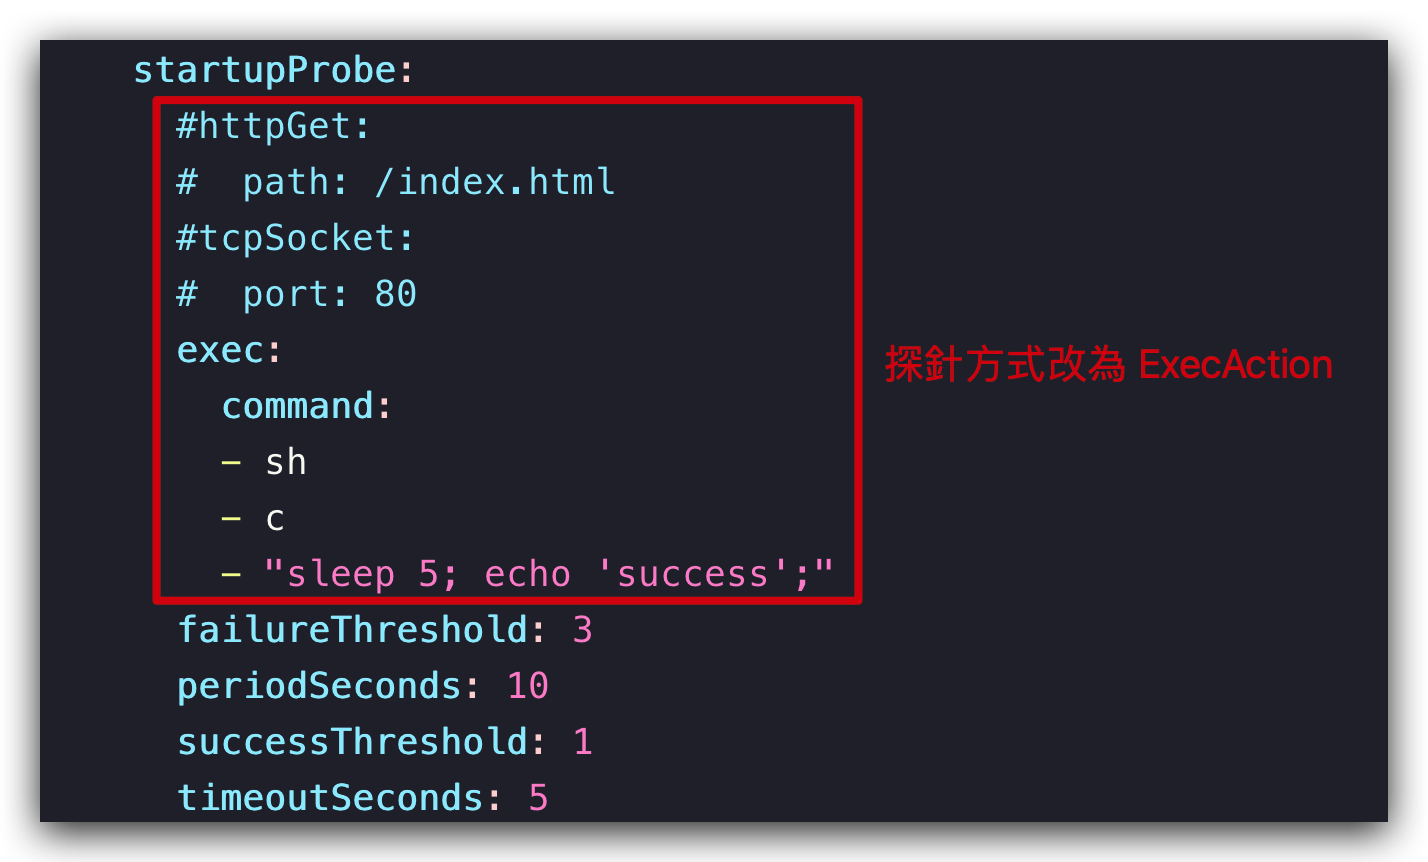 startupProbe:
#httpGet:
#  path: /index.html
#tcpSocket:
#  port: 80
exec:
探針方式改為 ExecAction
command:
- sh
- c
- "sleep 5; echo 'success';"
failureThreshold: 3
periodSeconds: 10
successThreshold: 1
timeoutSeconds: 5